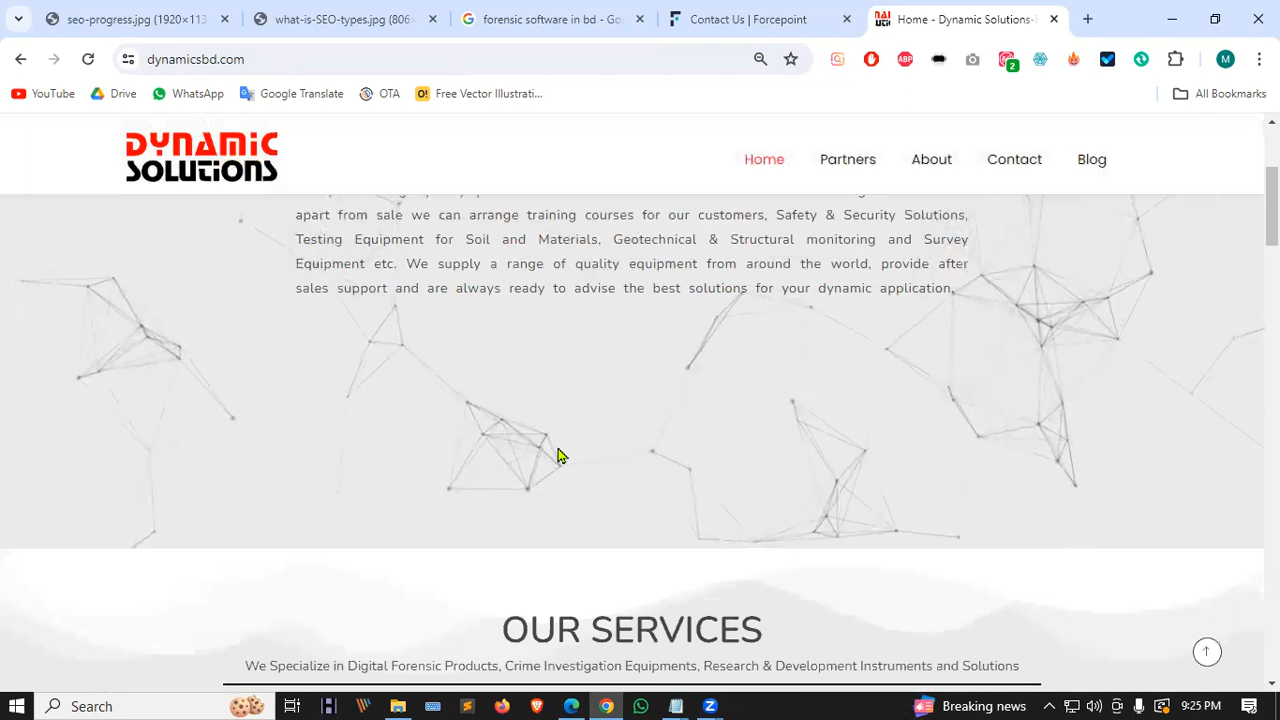 seo-progress.jpg (1920×113
what-is-SEO-types.jpg (806×
forensic software in bd - Go
Contact Us | Forcepoint
Home - Dynamic Solutions-
dynamicsbd.com
2
M
YouTube
Drive
WhatsApp
Google Translate
OTA
Free Vector Illustrati...
All Bookmarks
DYNAMIC
SOLUTIONS
Home
Partners
About
Contact
Blog
apart from sale we can arrange training courses for our customers, Safety & Security Solutions,
Testing Equipment for Soil and Materials, Geotechnical & Structural monitoring and Survey
Equipment etc. We supply a range of quality equipment from around the world, provide after
sales support and are always ready to advise the best solutions for your dynamic application.
OUR SERVICES
We Specialize in Digital Forensic Products, Crime Investigation Equipments, Research & Development Instruments and Solutions
Search
Breaking news
9:25 PM